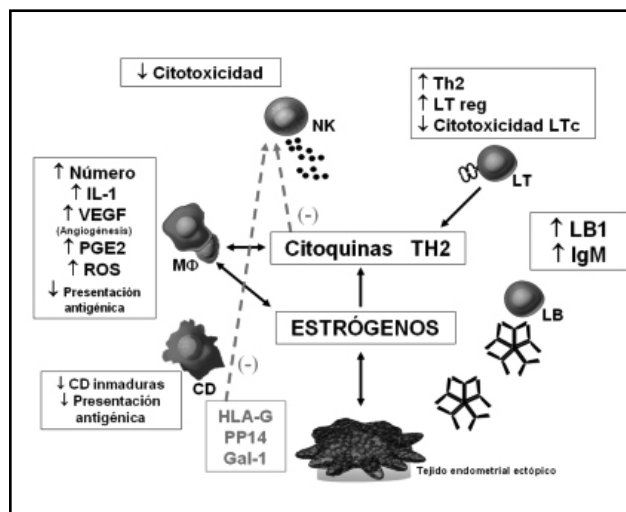 ↓ Citotoxicidad
NK
↑ Th2
↑ LT reg
↓ Citotoxicidad LTc
LT
↑ Número
↑ IL-1
↑ VEGF
(Angiogénesis)
↑ PGE2
↑ ROS
↓ Presentación
antigénica
MΦ
(-)
Citoquinas TH2
↑ LB1
↑ IgM
LB
ESTRÓGENOS
CD
(-)
↓ CD inmaduras
↓ Presentación
antigénica
HLA-G
PP14
Gal-1
Tejido endometrial ectópico